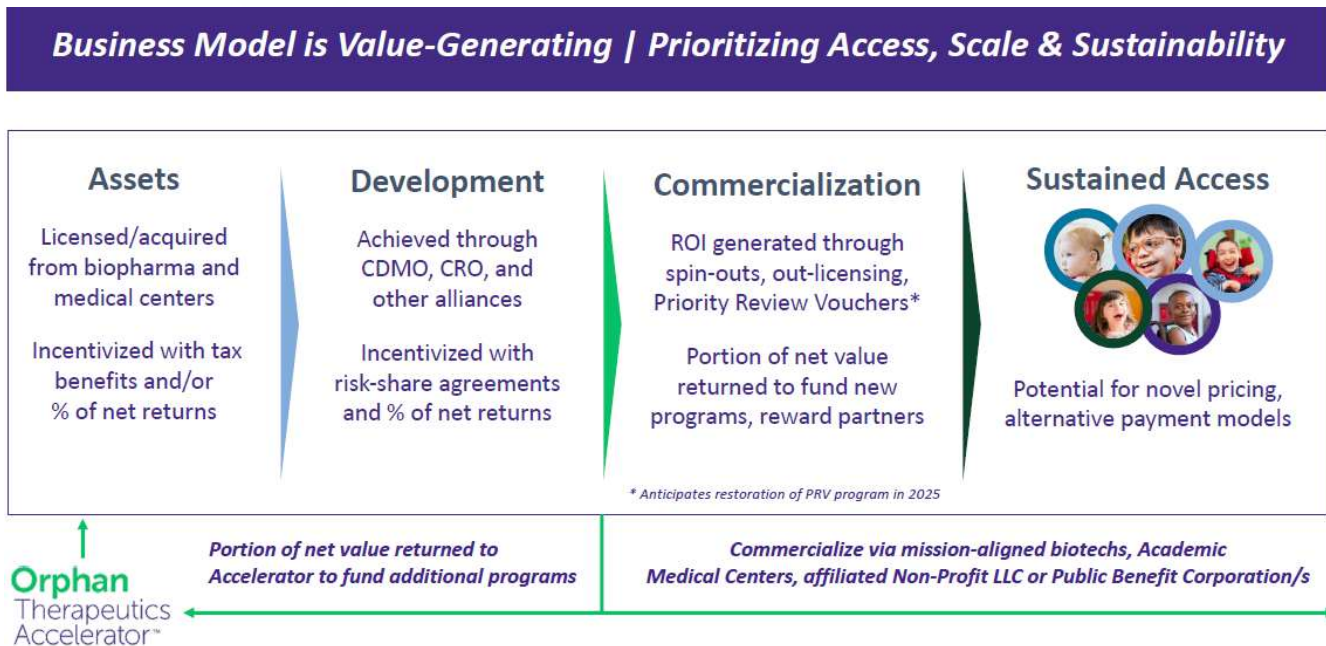 Business Model is Value-Generating | Prioritizing Access, Scale & Sustainability
Assets
Licensed/acquired
from biopharma and
medical centers
Incentivized with tax
benefits and/or
% of net returns
Development
Achieved through
CDMO, CRO, and
other alliances
Incentivized with
risk-share agreements
and % of net returns
Commercialization
ROI generated through
spin-outs, out-licensing,
Priority Review Vouchers*
Portion of net value
returned to fund new
programs, reward partners
* Anticipates restoration of PRV program in 2025
Sustained Access
Potential for novel pricing,
alternative payment models
Orphan
Therapeutics
Accelerator™
Portion of net value returned to
Accelerator to fund additional programs
Commercialize via mission-aligned biotechs, Academic
Medical Centers, affiliated Non-Profit LLC or Public Benefit Corporation/s